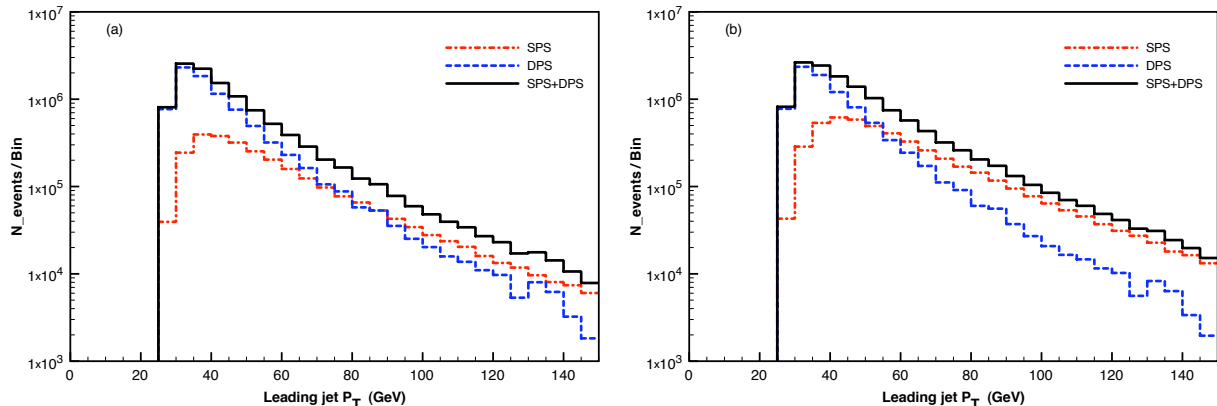 (a)
SPS
DPS
SPS+DPS
N_events / Bin
1×10⁷
1×10⁶
1×10⁵
1×10⁴
1×10³
0 20 40 60 80 100 120 140
Leading jet P_T (GeV)
(b)
SPS
DPS
SPS+DPS
N_events / Bin
1×10⁷
1×10⁶
1×10⁵
1×10⁴
1×10³
0 20 40 60 80 100 120 140
Leading jet P_T (GeV)